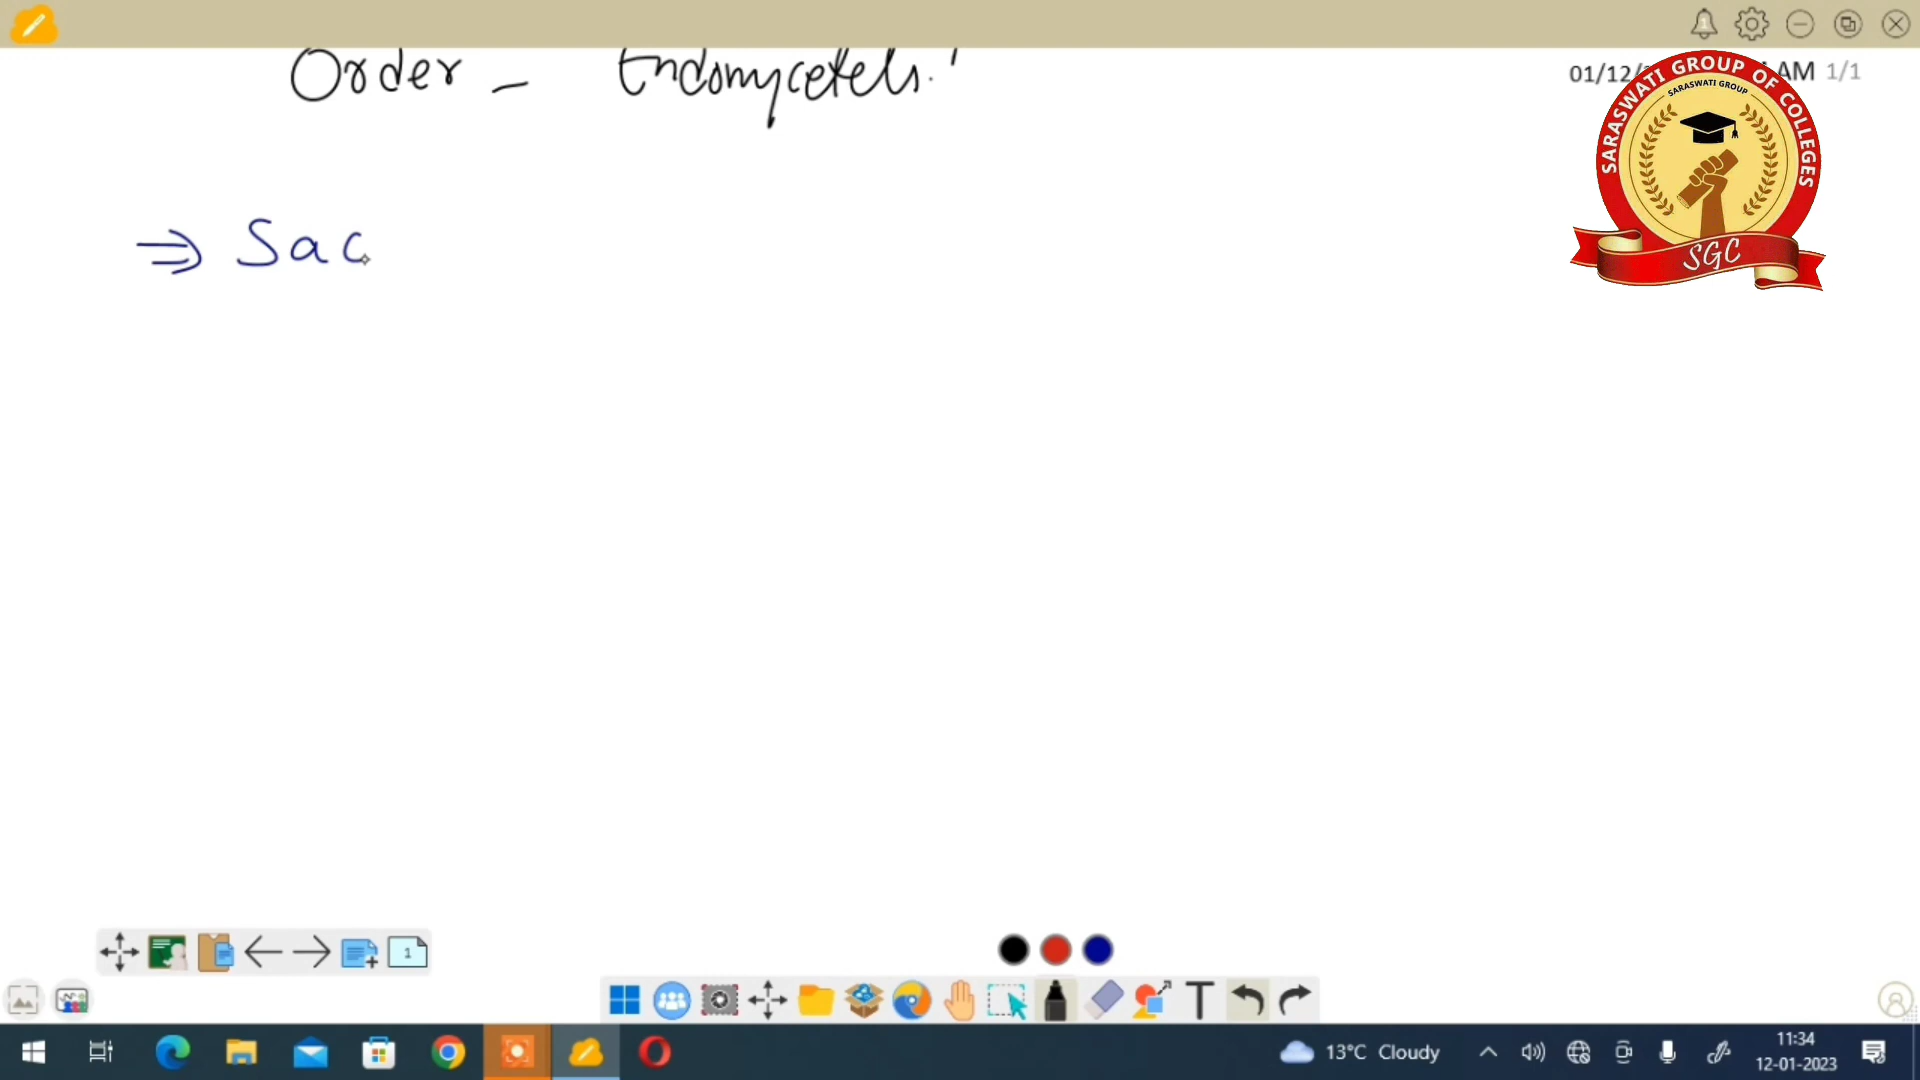 Order - Endomycetels.'
01/12/ AM 1/1
SARASWATI GROUP OF COLLEGES
SARASWATI GROUP
SGC
⇒ Sac
1
T
13°C Cloudy
11:34
12-01-2023